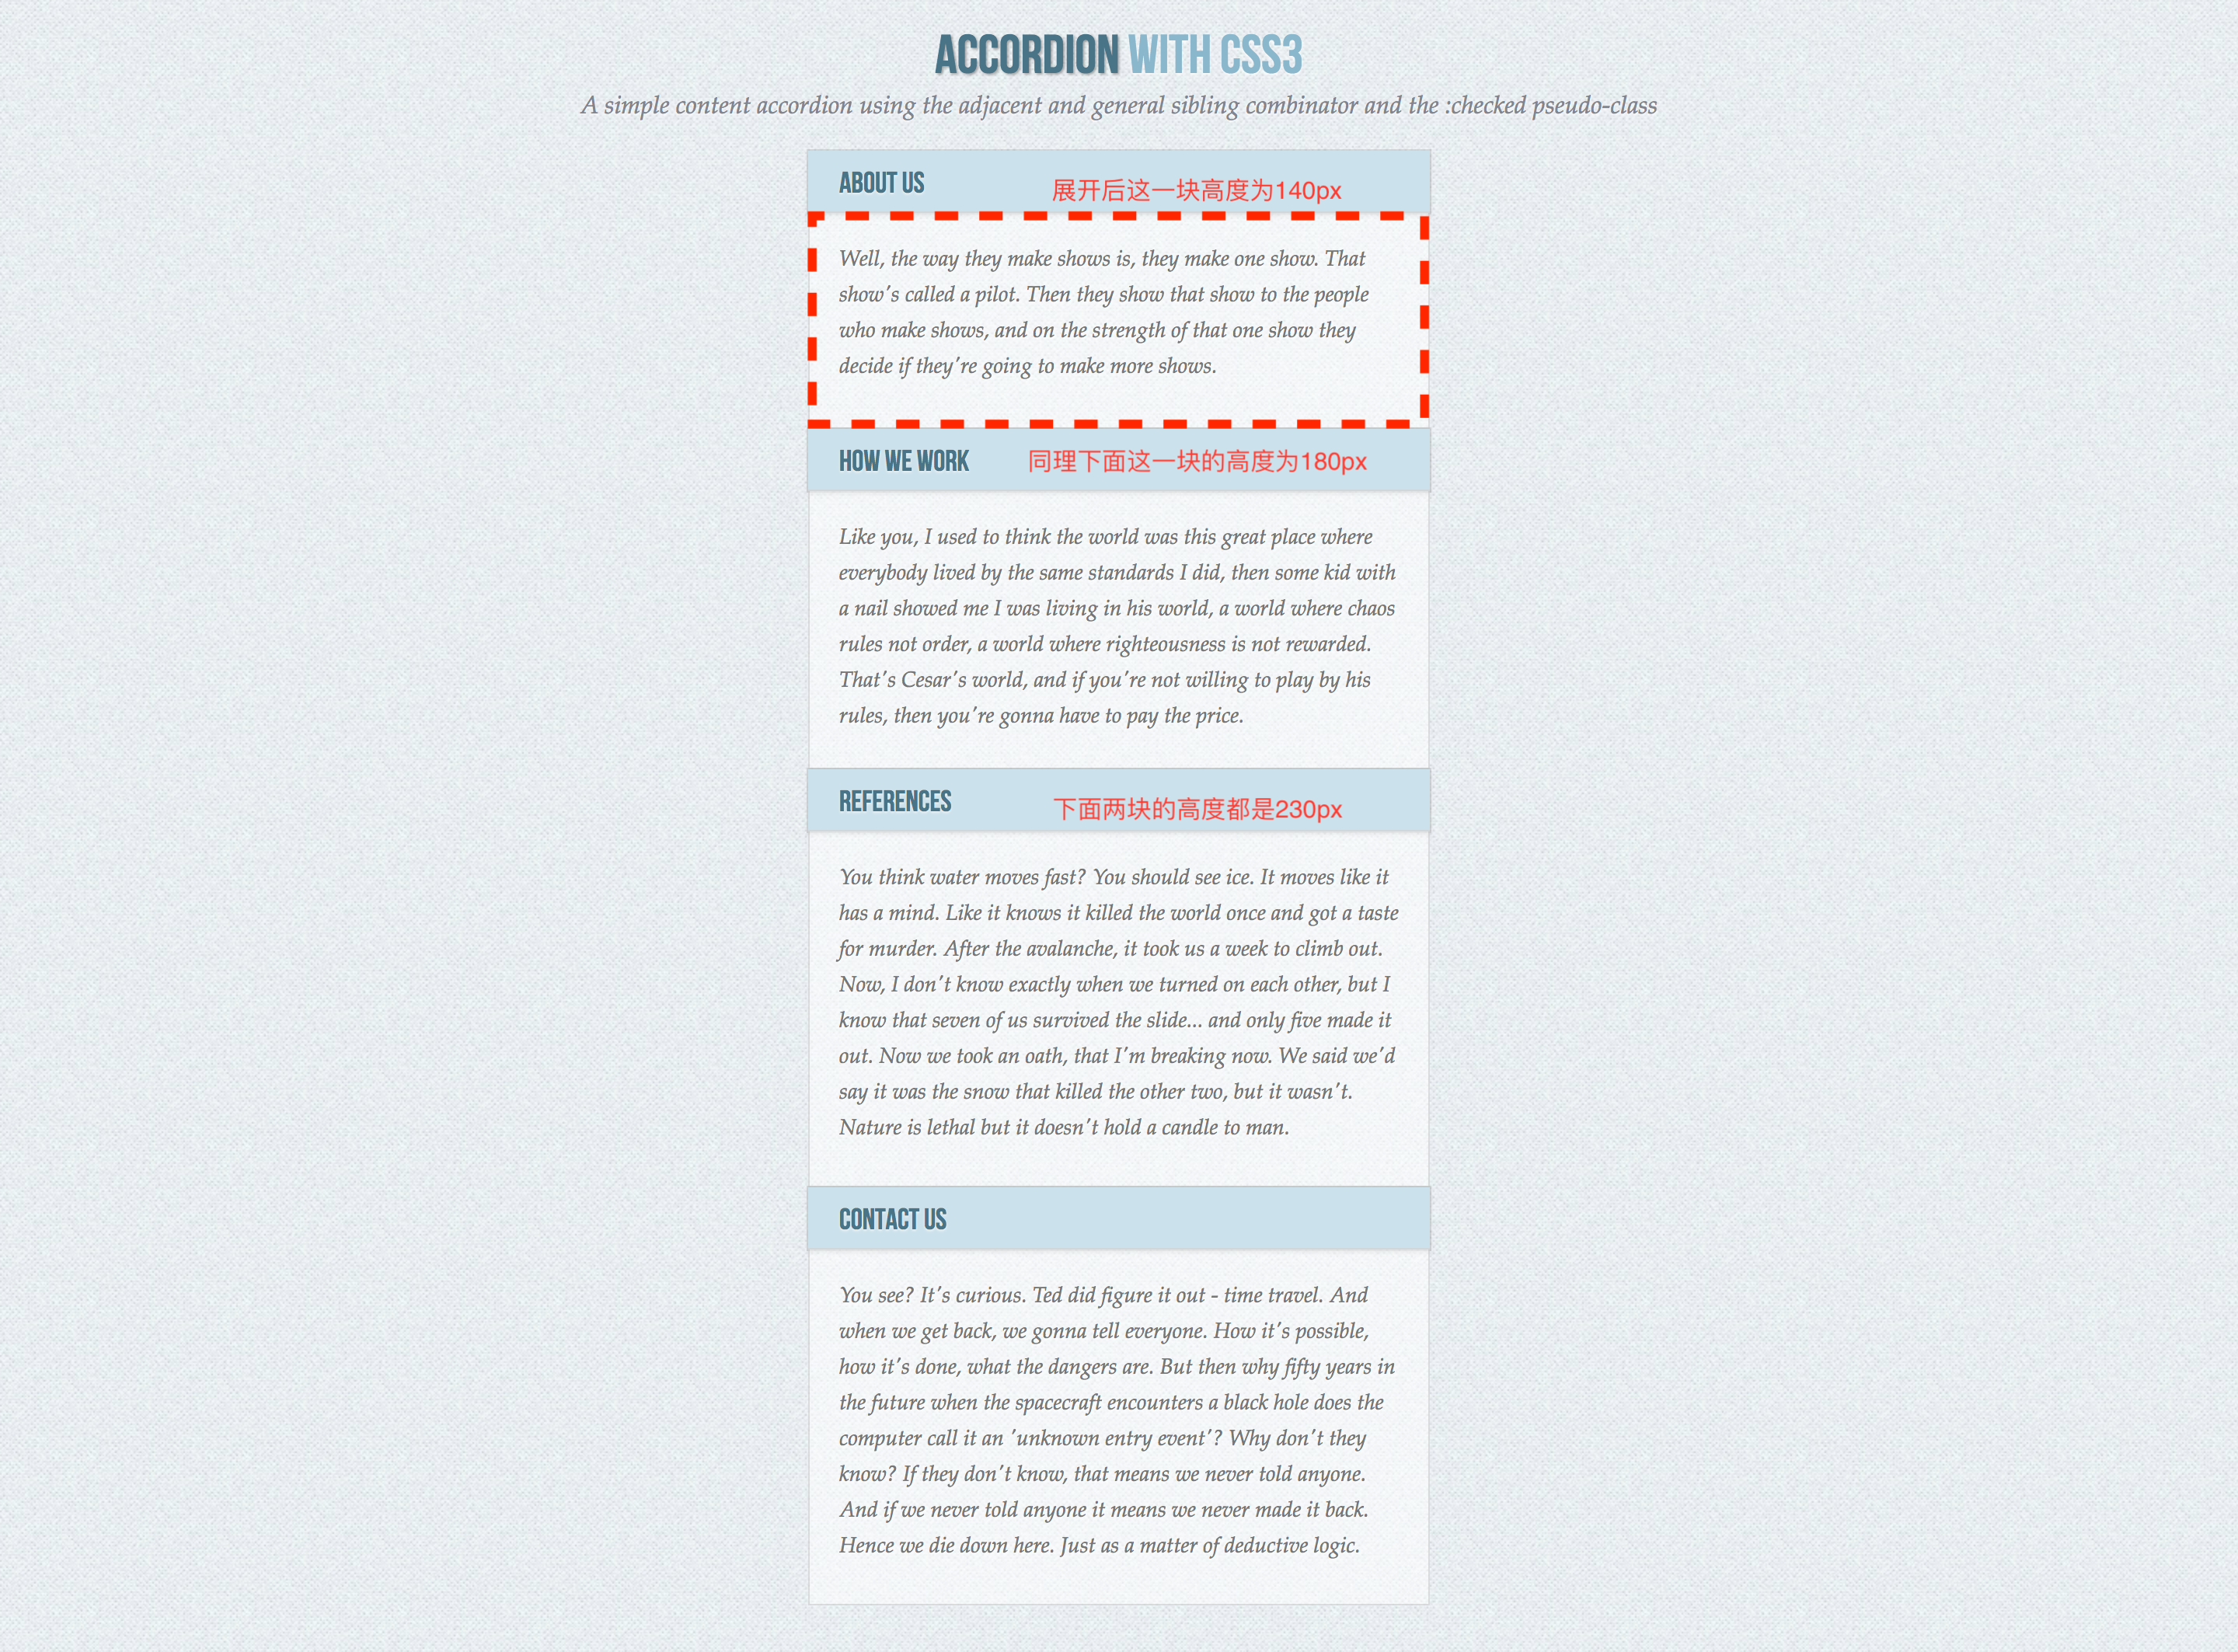 ACCORDION WITH CSS3
A simple content accordion using the adjacent and general sibling combinator and the :checked pseudo-class
ABOUT US
展开后这一块高度为140px
Well, the way they make shows is, they make one show. That
show's called a pilot. Then they show that show to the people
who make shows, and on the strength of that one show they
decide if they're going to make more shows.
HOW WE WORK
同理下面这一块的高度为180px
Like you, I used to think the world was this great place where
everybody lived by the same standards I did, then some kid with
a nail showed me I was living in his world, a world where chaos
rules not order, a world where righteousness is not rewarded.
That's Cesar's world, and if you're not willing to play by his
rules, then you're gonna have to pay the price.
REFERENCES
下面两块的高度都是230px
You think water moves fast? You should see ice. It moves like it
has a mind. Like it knows it killed the world once and got a taste
for murder. After the avalanche, it took us a week to climb out.
Now, I don't know exactly when we turned on each other, but I
know that seven of us survived the slide... and only five made it
out. Now we took an oath, that I'm breaking now. We said we'd
say it was the snow that killed the other two, but it wasn't.
Nature is lethal but it doesn't hold a candle to man.
CONTACT US
You see? It's curious. Ted did figure it out - time travel. And
when we get back, we gonna tell everyone. How it's possible,
how it's done, what the dangers are. But then why fifty years in
the future when the spacecraft encounters a black hole does the
computer call it an 'unknown entry event'? Why don't they
know? If they don't know, that means we never told anyone.
And if we never told anyone it means we never made it back.
Hence we die down here. Just as a matter of deductive logic.